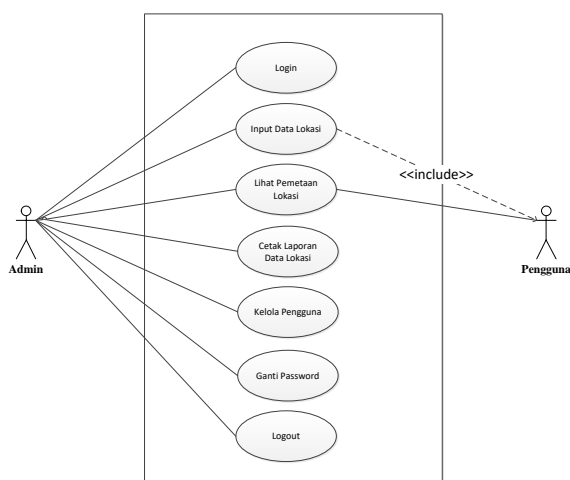 Login
Input Data Lokasi
<<include>>
Lihat Pemetaan
Lokasi
Admin
Pengguna
Cetak Laporan
Data Lokasi
Kelola Pengguna
Ganti Password
Logout